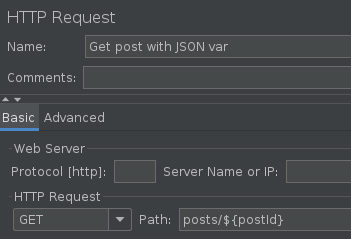 HTTP Request
Name: Get post with JSON var
Comments:
Basic Advanced
Web Server
Protocol [http]: Server Name or IP:
HTTP Request
GET Path: posts/${postId}